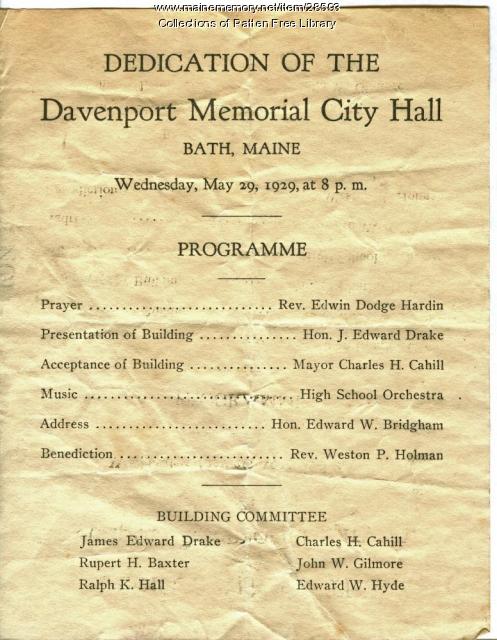 www.mainememory.net/item/28593
Collections of Patten Free Library
DEDICATION OF THE
Davenport Memorial City Hall
BATH, MAINE
Wednesday, May 29, 1929, at 8 p. m.
PROGRAMME
Prayer ........................... Rev. Edwin Dodge Hardin
Presentation of Building .............. Hon. J. Edward Drake
Acceptance of Building .............. Mayor Charles H. Cahill
Music ............................. High School Orchestra
Address ........................ Hon. Edward W. Bridgham
Benediction ....................... Rev. Weston P. Holman
BUILDING COMMITTEE
James Edward Drake Charles H. Cahill
Rupert H. Baxter John W. Gilmore
Ralph K. Hall Edward W. Hyde